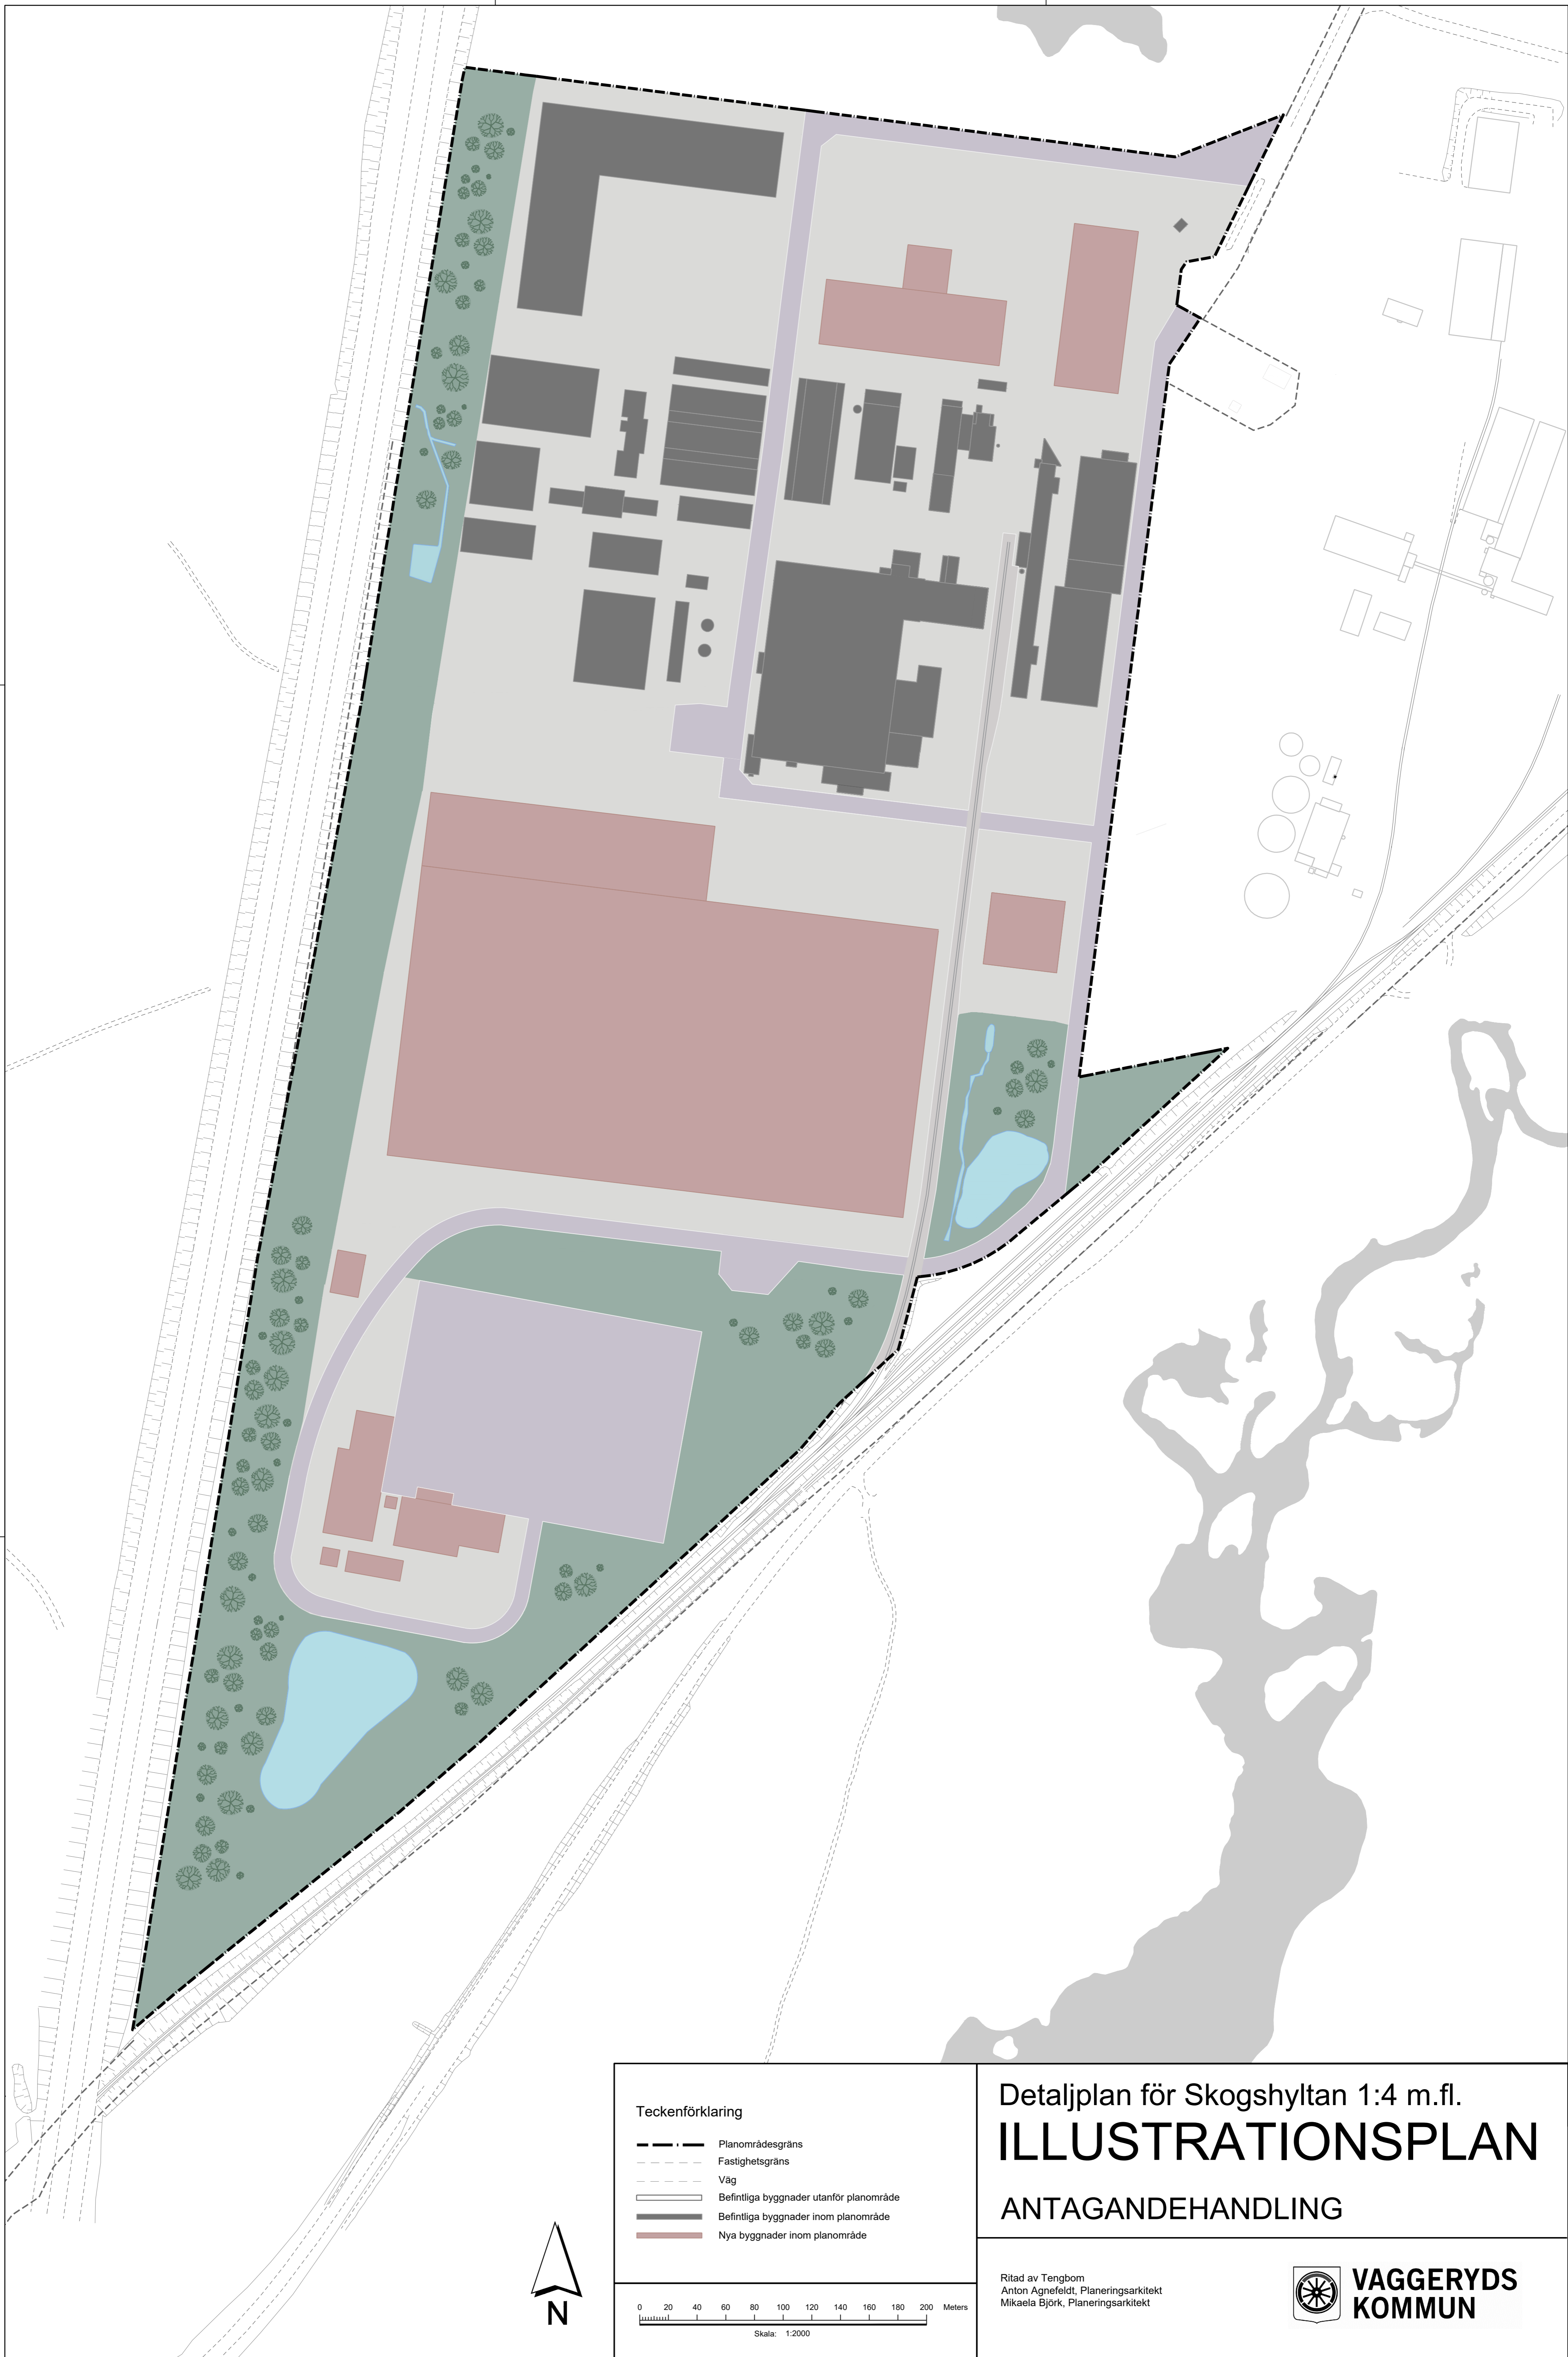 Teckenförklaring
Planområdesgräns
Fastighetsgräns
Väg
Befintliga byggnader utanför planområde
Befintliga byggnader inom planområde
Nya byggnader inom planområde
N
0 20 40 60 80 100 120 140 160 180 200 Meters
Skala: 1:2000
Detaljplan för Skogshyltan 1:4 m.fl.
ILLUSTRATIONSPLAN
ANTAGANDEHANDLING
Ritad av Tengbom
Anton Agnefeldt, Planeringsarkitekt
Mikaela Björk, Planeringsarkitekt
VAGGERYDS
KOMMUN